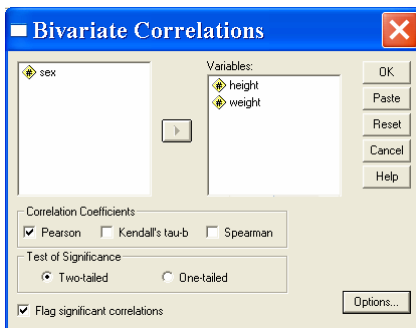 Bivariate Correlations
Variables:
sex
height
weight
OK
Paste
Reset
Cancel
Help
Correlation Coefficients
Pearson Kendall's tau-b Spearman
Test of Significance
Two-tailed One-tailed
Flag significant correlations
Options...